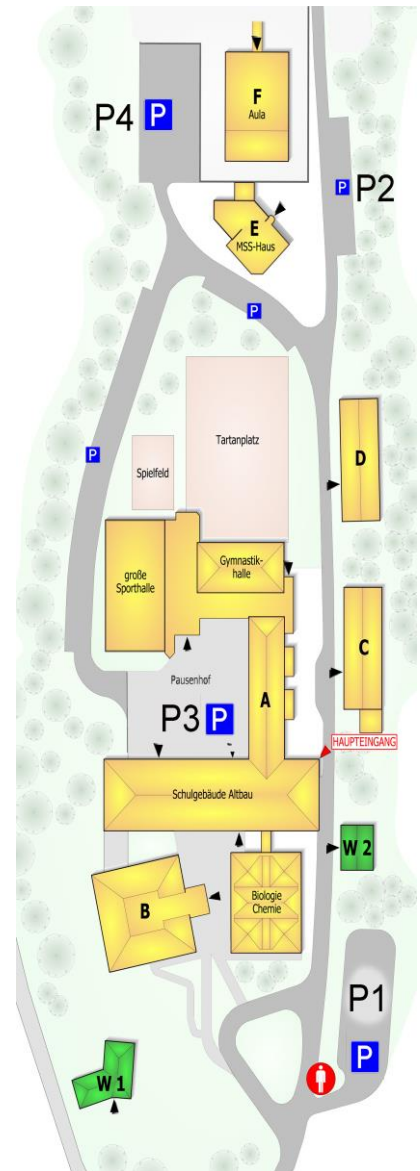 F
Aula
P4 P
P P2
E
MSS-Haus
P
Tartanplatz
D
P
Spielfeld
Gymnastik-
halle
große
Sporthalle
C
Pausenhof
A
P3 P
HAUPTEINGANG
Schulgebäude Altbau
W 2
Biologie
Chemie
B
P1
P
W 1